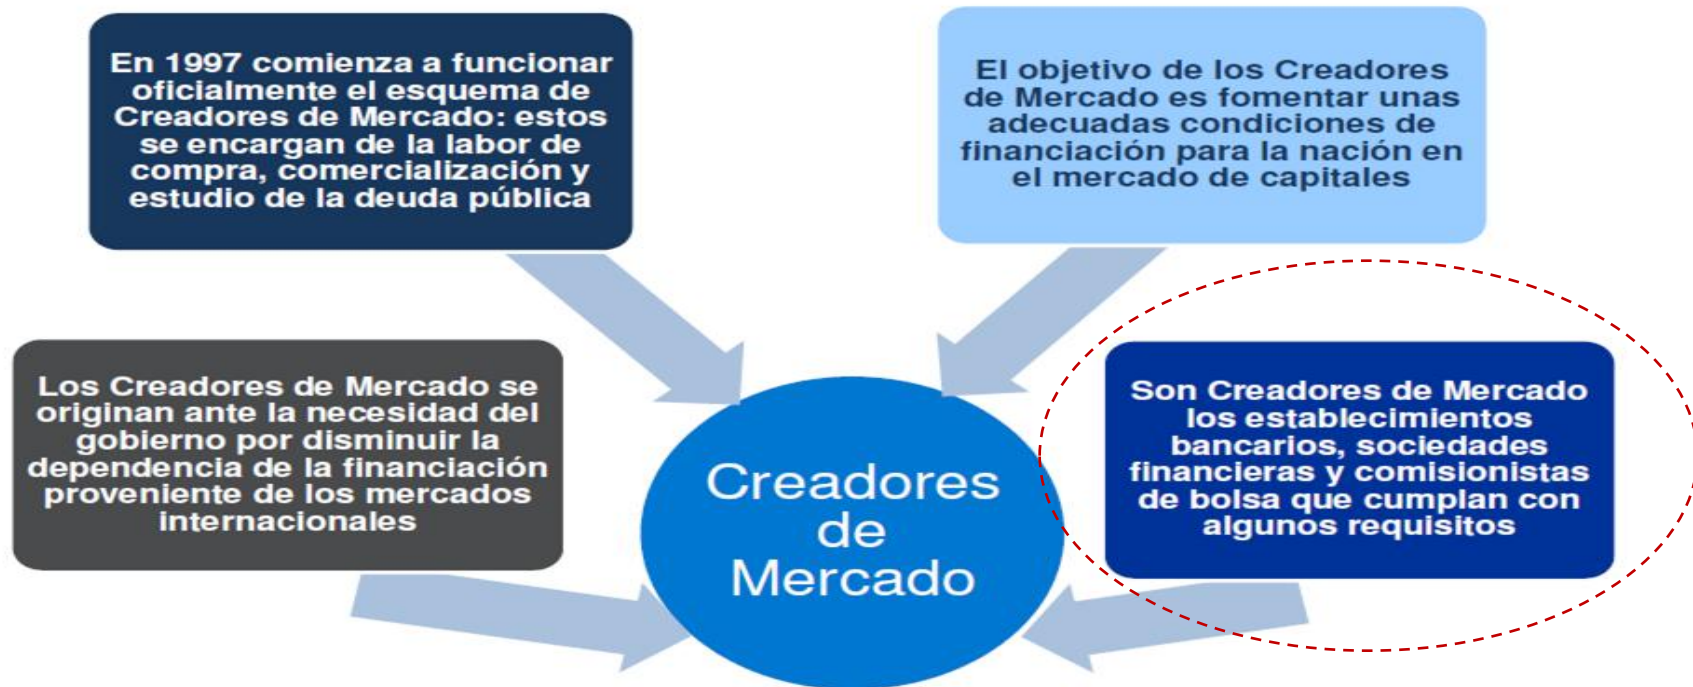 En 1997 comienza a funcionar
oficialmente el esquema de
Creadores de Mercado: estos
se encargan de la labor de
compra, comercialización y
estudio de la deuda pública
El objetivo de los Creadores
de Mercado es fomentar unas
adecuadas condiciones de
financiación para la nación en
el mercado de capitales
Los Creadores de Mercado se
originan ante la necesidad del
gobierno por disminuir la
dependencia de la financiación
proveniente de los mercados
internacionales
Son Creadores de Mercado
los establecimientos
bancarios, sociedades
financieras y comisionistas
de bolsa que cumplan con
algunos requisitos
Creadores
de
Mercado